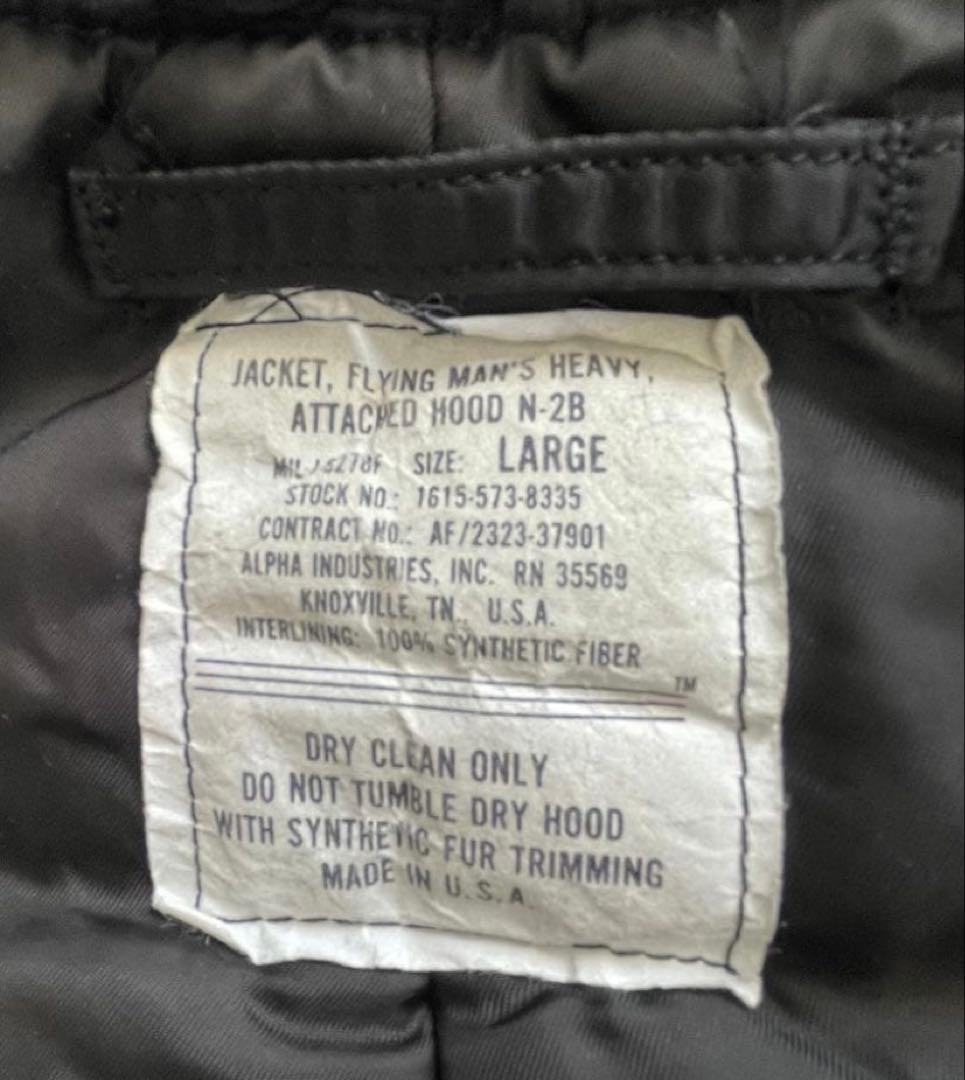 JACKET, FLYING MAN'S HEAVY,
ATTACHED HOOD N-2B
MIL J 6278F SIZE: LARGE
STOCK NO.: 1615-573-8335
CONTRACT NO.: AF/2323-37901
ALPHA INDUSTRIES, INC. RN 35569
KNOXVILLE, TN., U.S.A.
INTERLINING: 100% SYNTHETIC FIBER
TM
DRY CLEAN ONLY
DO NOT TUMBLE DRY HOOD
WITH SYNTHETIC FUR TRIMMING
MADE IN U.S.A.